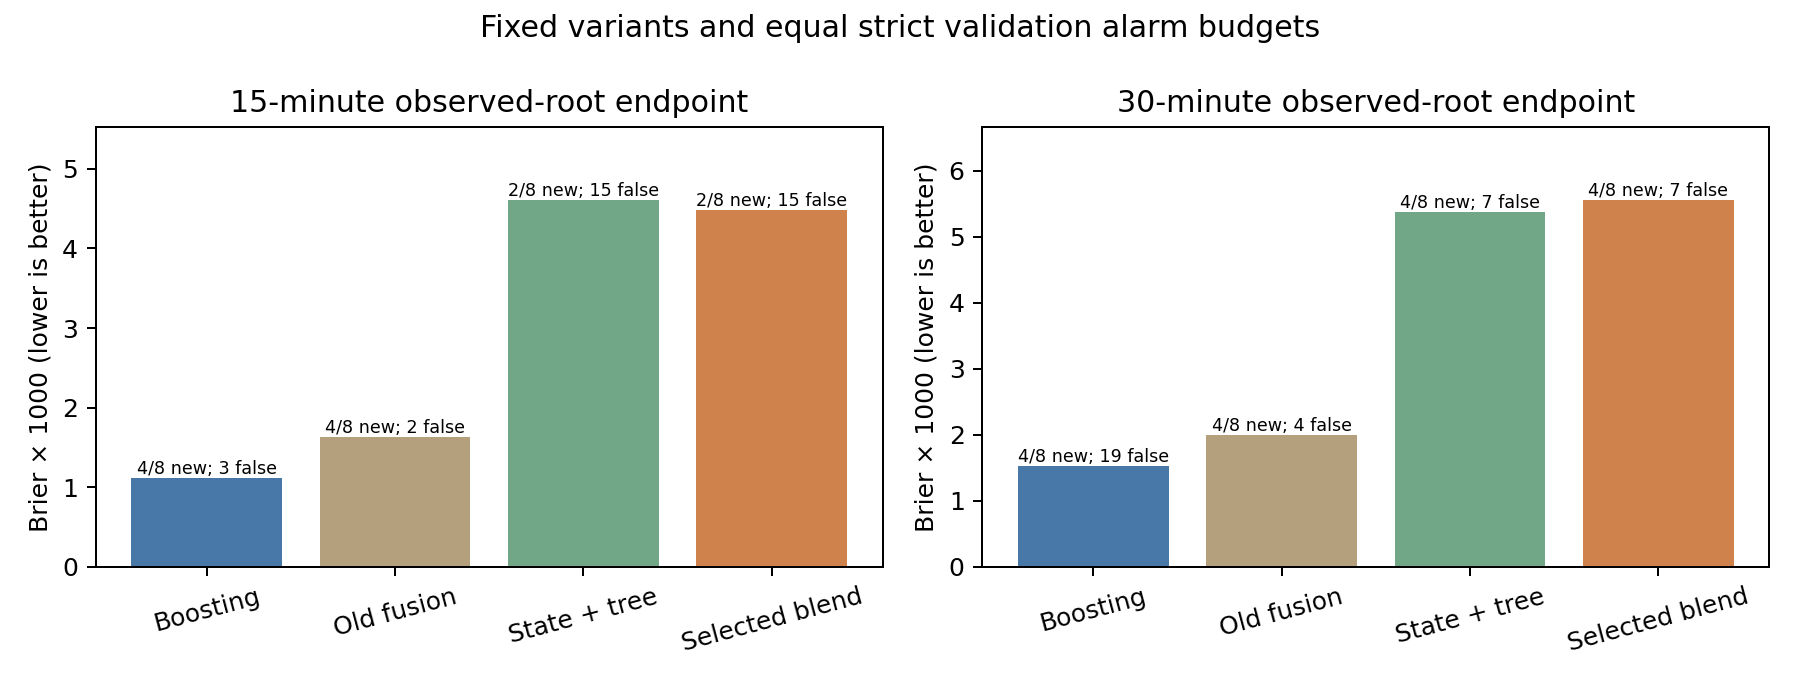 Fixed variants and equal strict validation alarm budgets
15-minute observed-root endpoint
Brier × 1000 (lower is better)
5
4
3
2
1
0
4/8 new; 3 false
4/8 new; 2 false
2/8 new; 15 false
2/8 new; 15 false
Boosting
Old fusion
State + tree
Selected blend
30-minute observed-root endpoint
Brier × 1000 (lower is better)
6
5
4
3
2
1
0
4/8 new; 19 false
4/8 new; 4 false
4/8 new; 7 false
4/8 new; 7 false
Boosting
Old fusion
State + tree
Selected blend